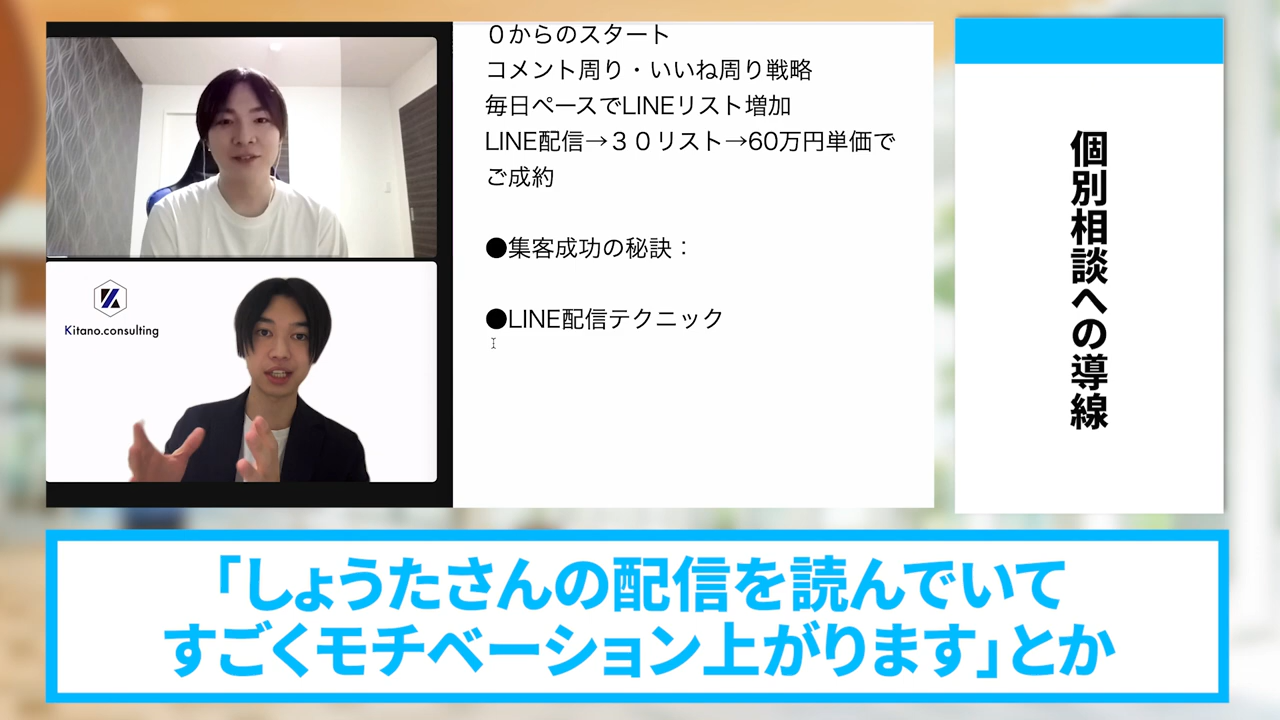 ０からのスタート
コメント周り・いいね周り戦略
毎日ペースでLINEリスト増加
LINE配信→３０リスト→60万円単価で
ご成約
●集客成功の秘訣：
●LINE配信テクニック
Kitano.consulting
個別相談への導線
「しょうたさんの配信を読んでいて
すごくモチベーション上がります」とか